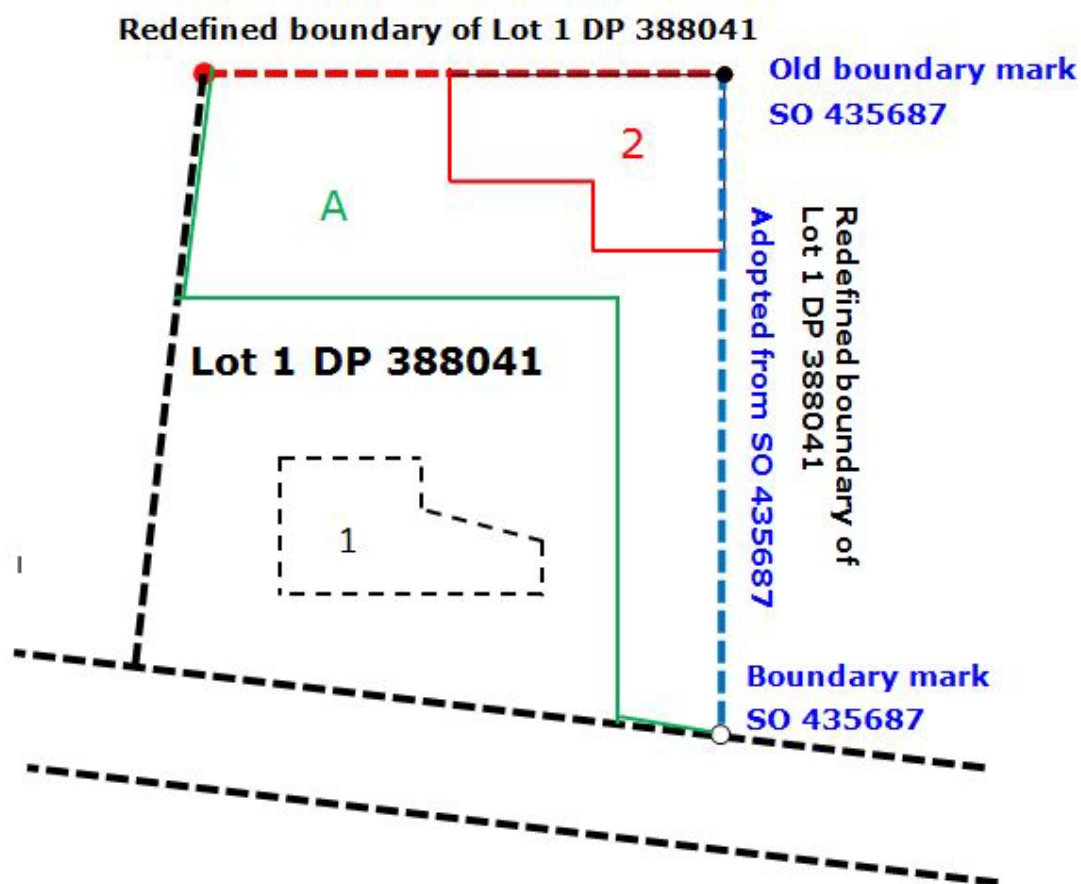 Redefined boundary of Lot 1 DP 388041
Old boundary mark
SO 435687
2
A
Redefined boundary of
Lot 1 DP 388041
Adopted from SO 435687
Lot 1 DP 388041
1
Boundary mark
SO 435687